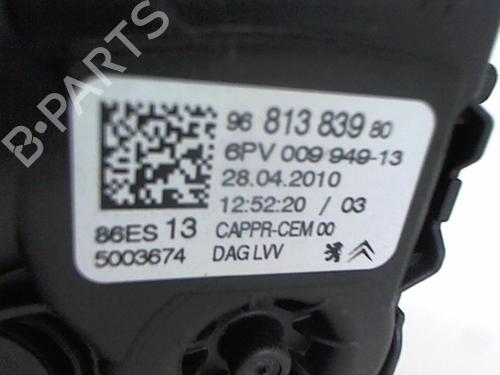 B-PARTS
96 813 839 80
6PV 009 949-13
28.04.2010
12:52:20 / 03
86ES 13 CAPPR-CEM 00
5003674 DAG LVV